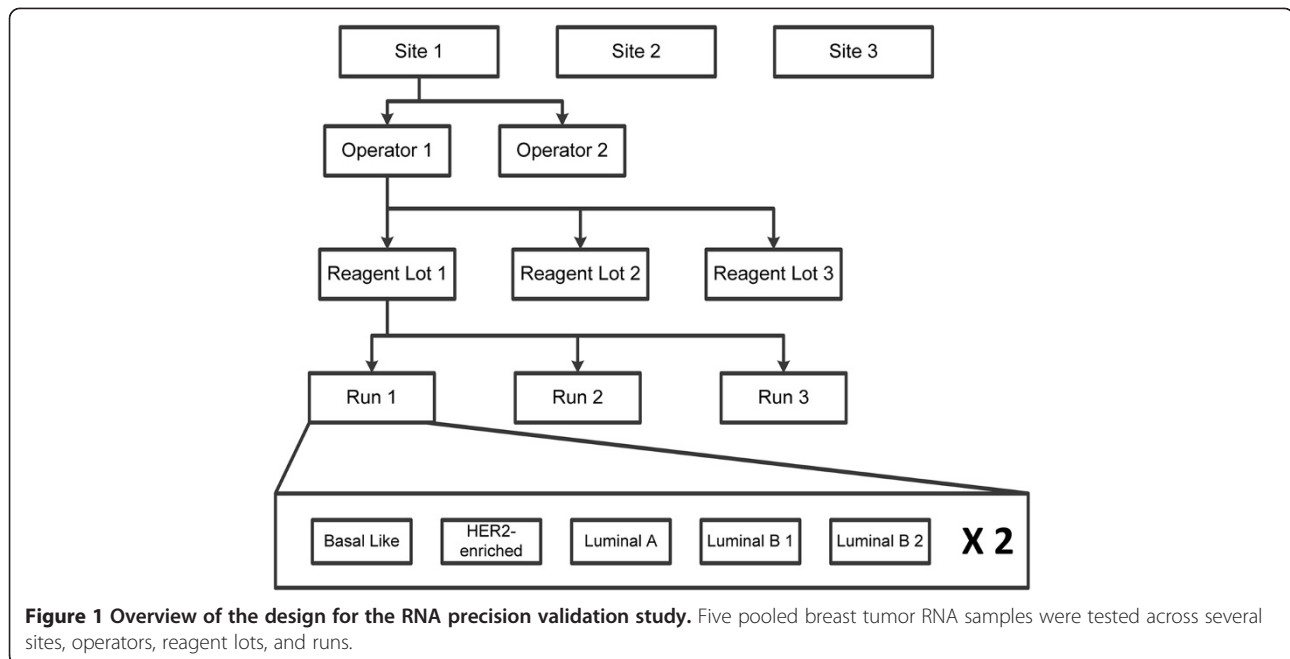 Site 1
Site 2
Site 3
Operator 1
Operator 2
Reagent Lot 1
Reagent Lot 2
Reagent Lot 3
Run 1
Run 2
Run 3
Basal Like
HER2-
enriched
Luminal A
Luminal B 1
Luminal B 2
X 2
Figure 1 Overview of the design for the RNA precision validation study. Five pooled breast tumor RNA samples were tested across several
sites, operators, reagent lots, and runs.